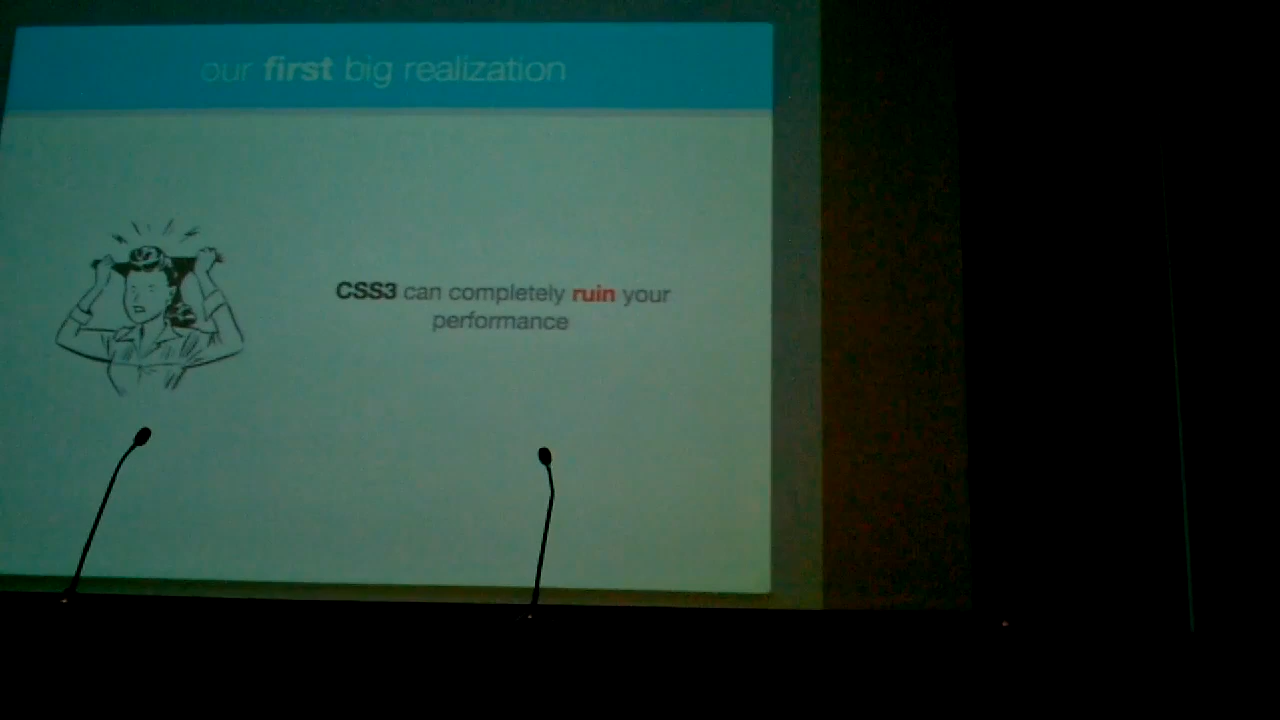 our first big realization
CSS3 can completely ruin your
performance